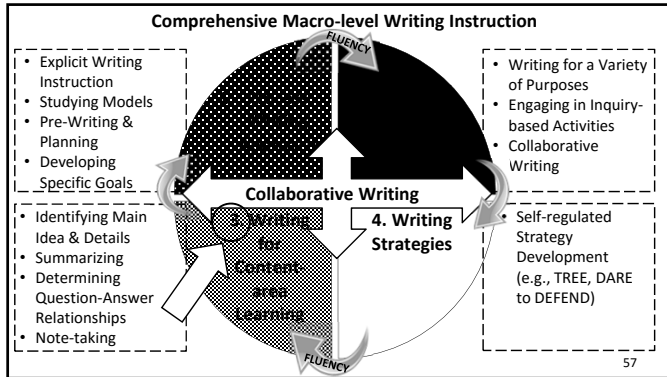 Comprehensive Macro-level Writing Instruction
FLUENCY
• Explicit Writing
Instruction
• Studying Models
• Pre-Writing &
Planning
• Developing
Specific Goals
• Writing for a Variety
of Purposes
• Engaging in Inquiry-
based Activities
• Collaborative
Writing
Collaborative Writing
• Identifying Main
Idea & Details
• Summarizing
• Determining
Question-Answer
Relationships
• Note-taking
3. Writing
for
Content-
area
Learning
4. Writing
Strategies
• Self-regulated
Strategy
Development
(e.g., TREE, DARE
to DEFEND)
FLUENCY
57